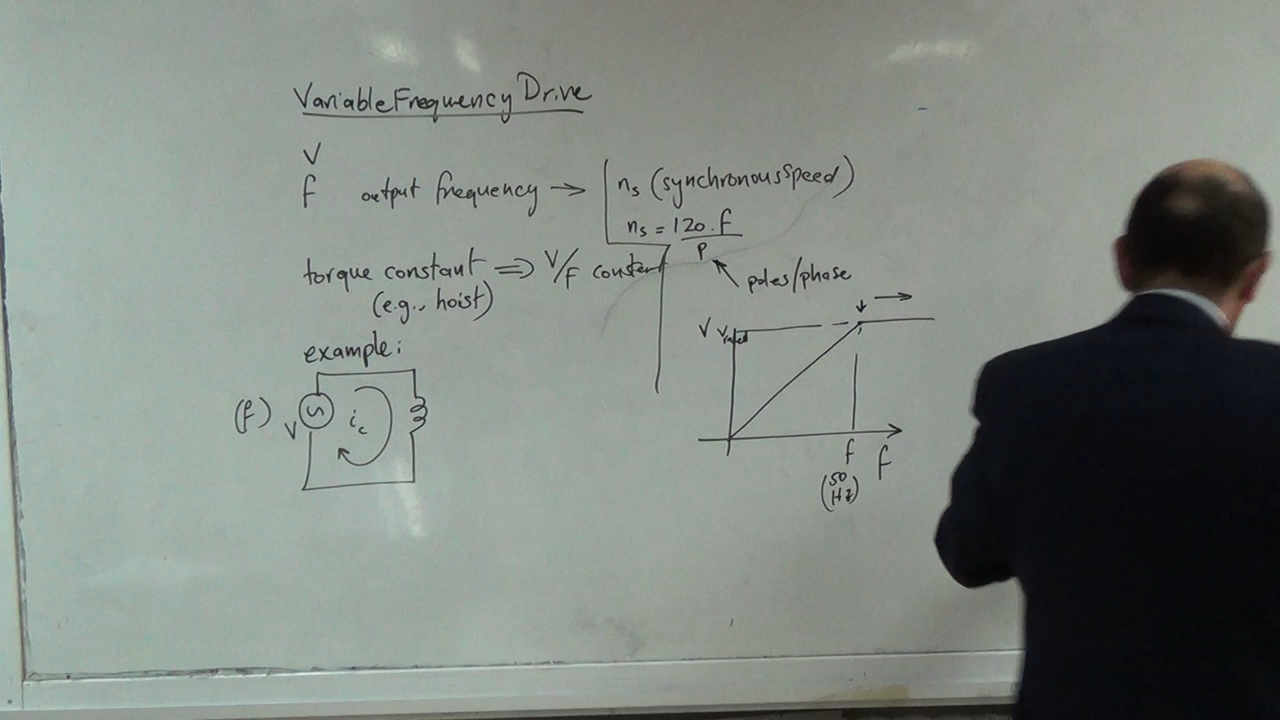 Variable Frequency Drive
V
f output frequency → ns (synchronous speed)
ns = 120.f
P
torque constant ⇒ V/f constant
(e.g., hoist)
poles/phase
example:
V Vrated
(f) V ic
f f
(50
Hz)